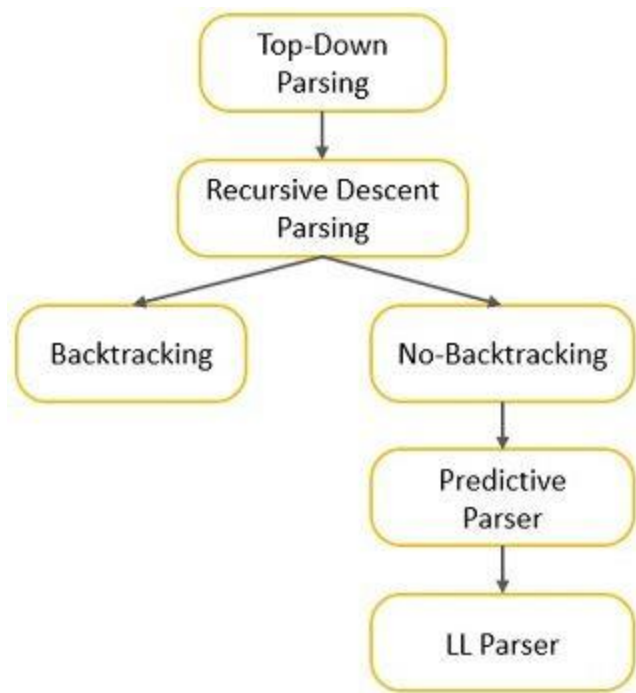 Top-Down
Parsing
Recursive Descent
Parsing
Backtracking
No-Backtracking
Predictive
Parser
LL Parser